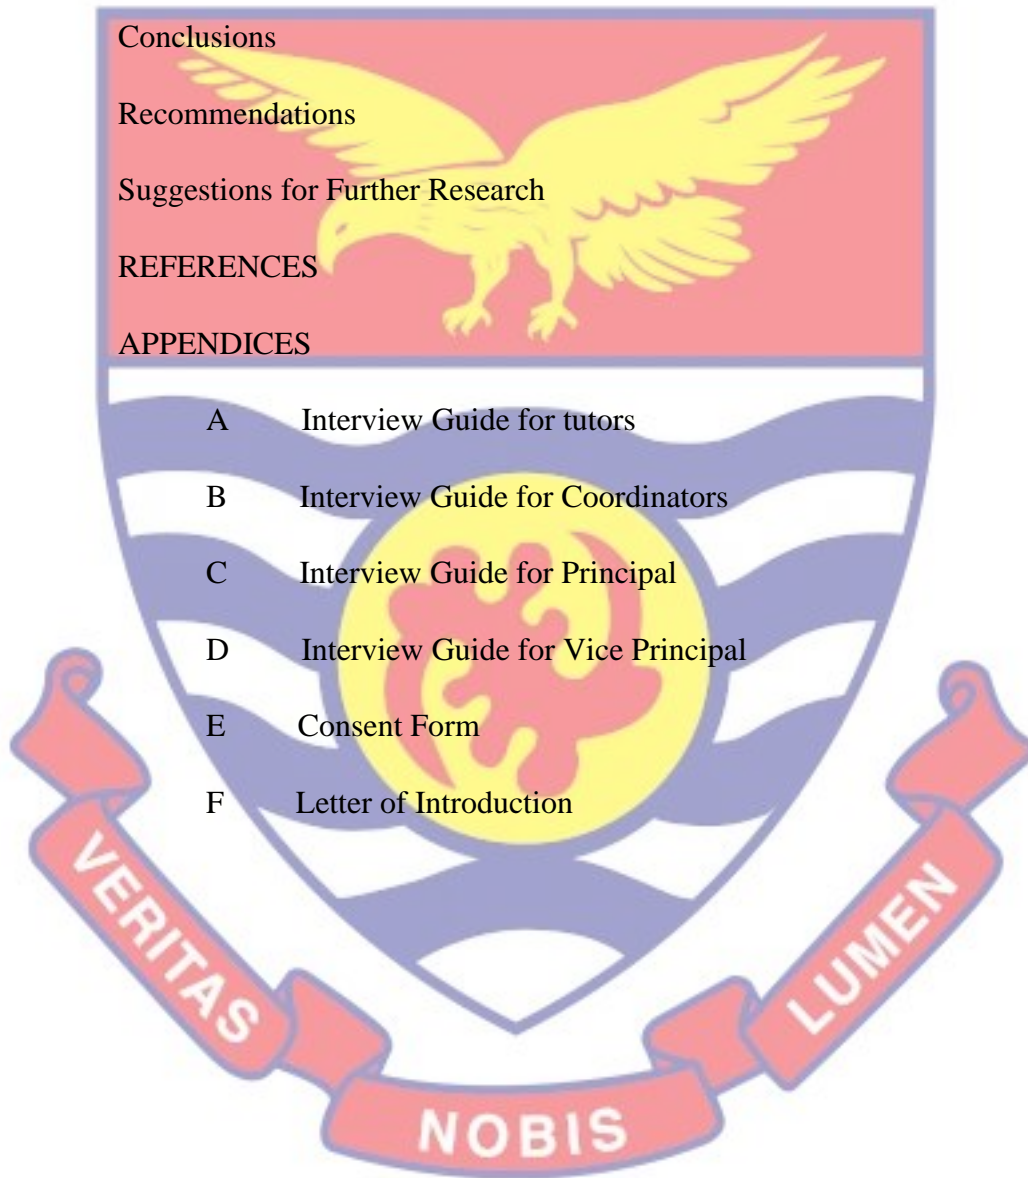 Conclusions
Recommendations
Suggestions for Further Research
REFERENCES
APPENDICES
A Interview Guide for tutors
B Interview Guide for Coordinators
C Interview Guide for Principal
D Interview Guide for Vice Principal
E Consent Form
F Letter of Introduction
VERITAS
NOBIS
LUMEN